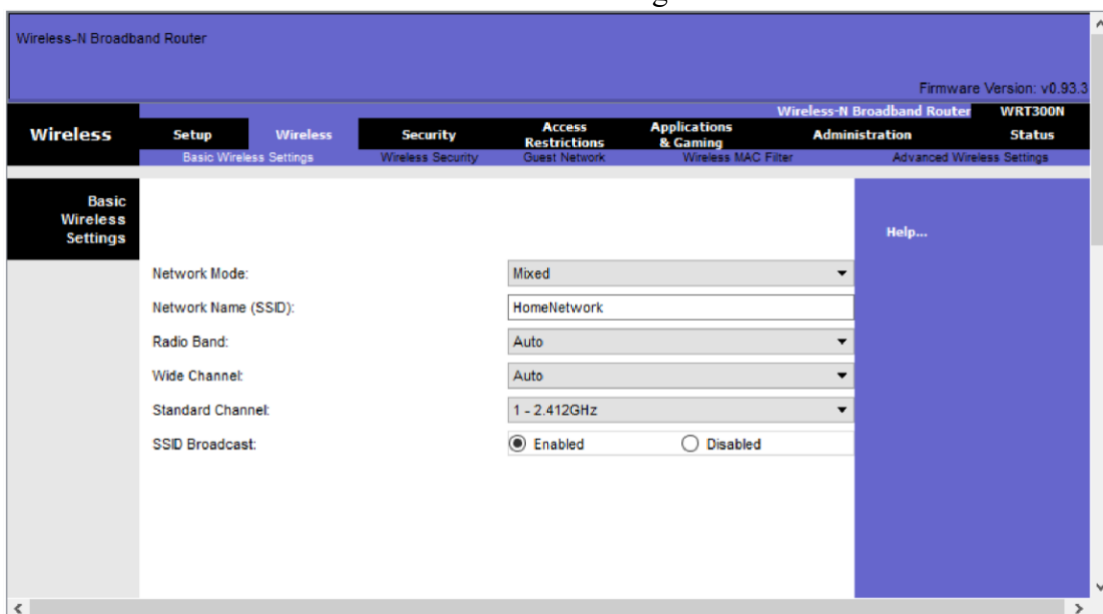 Wireless-N Broadband Router
Firmware Version: v0.93.3
Wireless-N Broadband Router WRT300N
Wireless Setup Wireless Security Access Restrictions Applications & Gaming Administration Status
Basic Wireless Settings Wireless Security Guest Network Wireless MAC Filter Advanced Wireless Settings
Basic
Wireless
Settings
Help...
Network Mode: Mixed
Network Name (SSID): HomeNetwork
Radio Band: Auto
Wide Channel: Auto
Standard Channel: 1 - 2.412GHz
SSID Broadcast: Enabled Disabled